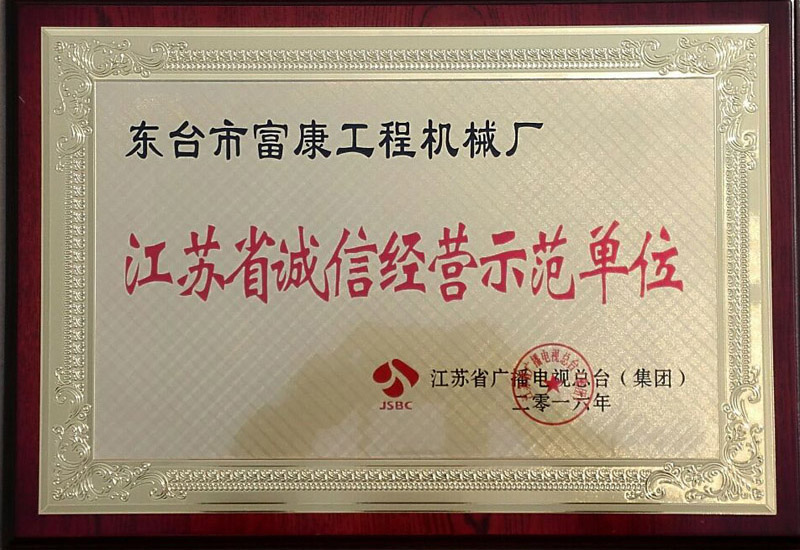 东台市富康工程机械厂
江苏省诚信经营示范单位
JSBC
江苏省广播电视总台（集团）
二零一六年